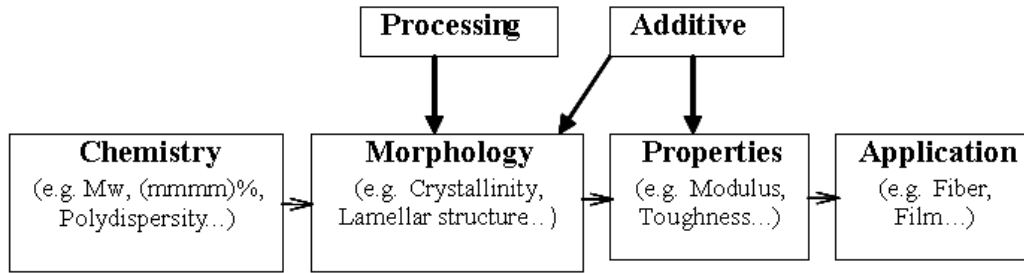 Processing
Additive
Chemistry
(e.g. Mw, (mmmm)%,
Polydispersity...)
Morphology
(e.g. Crystallinity,
Lamellar structure...)
Properties
(e.g. Modulus,
Toughness...)
Application
(e.g. Fiber,
Film...)